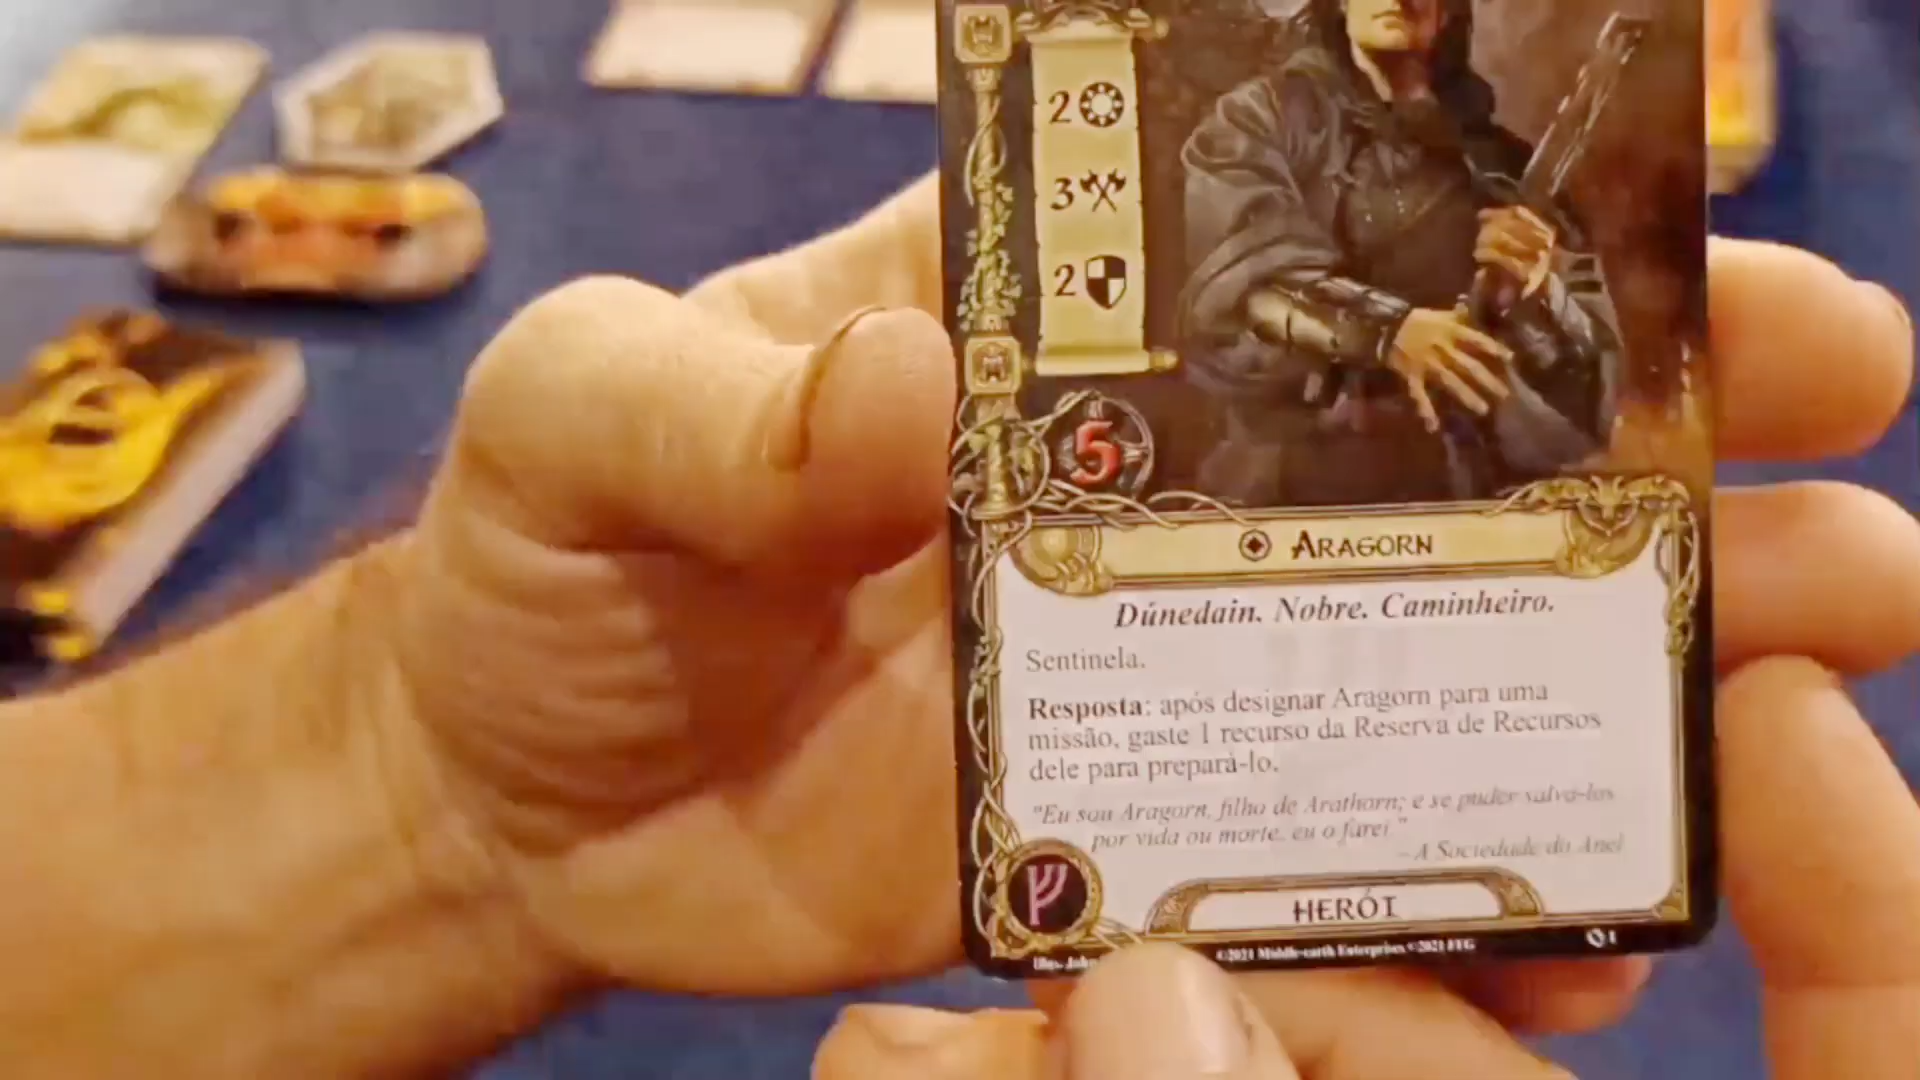 2
3
2
5
ARAGORN
Dúnedain. Nobre. Caminheiro.
Sentinela.
Resposta: após designar Aragorn para uma
missão, gaste 1 recurso da Reserva de Recursos
dele para prepará-lo.
"Eu sou Aragorn, filho de Arathorn; e se puder salvá-los
por vida ou morte, eu o farei."
– A Sociedade do Anel
HERÓI
Illus. ©2021 Middle-earth Enterprises ©2021 FFG 1